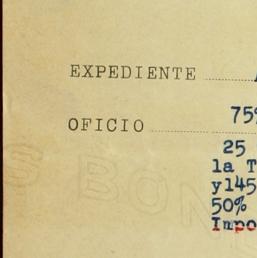 EXPEDIENTE
OFICIO 75
25
la T
y145
50%
Impo